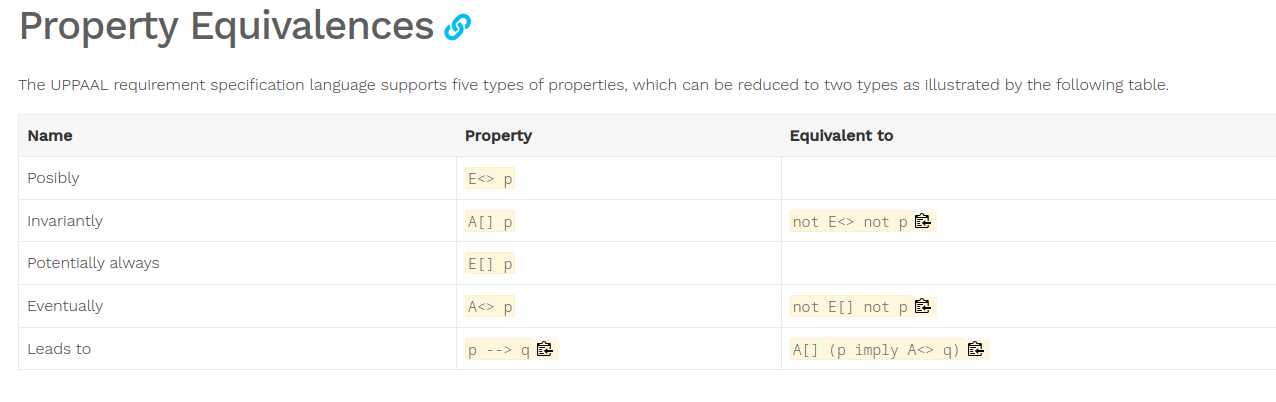 Property Equivalences
The UPPAAL requirement specification language supports five types of properties, which can be reduced to two types as illustrated by the following table.
Name Property Equivalent to
Posibly E<> p
Invariantly A[] p not E<> not p
Potentially always E[] p
Eventually A<> p not E[] not p
Leads to p --> q A[] (p imply A<> q)